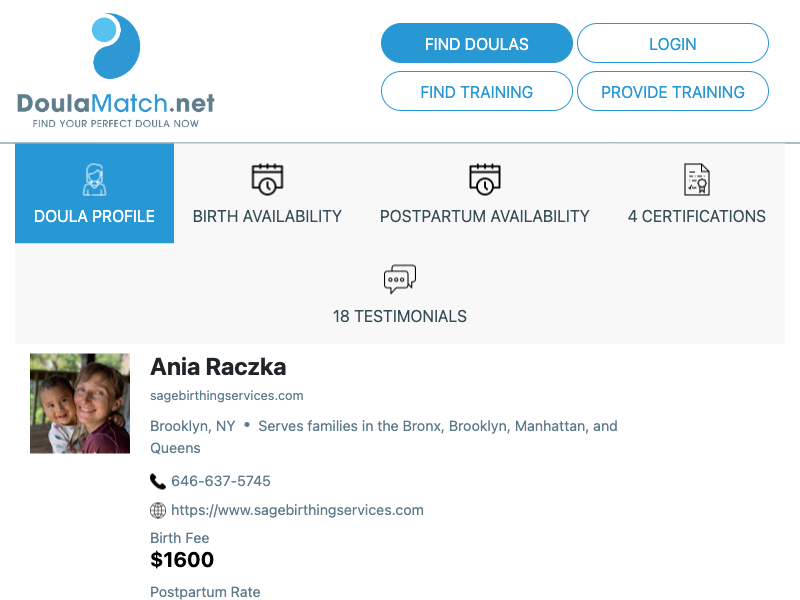 DoulaMatch.net
FIND YOUR PERFECT DOULA NOW
FIND DOULAS
LOGIN
FIND TRAINING
PROVIDE TRAINING
DOULA PROFILE
BIRTH AVAILABILITY
POSTPARTUM AVAILABILITY
4 CERTIFICATIONS
18 TESTIMONIALS
Ania Raczka
sagebirthingservices.com
Brooklyn, NY • Serves families in the Bronx, Brooklyn, Manhattan, and
Queens
646-637-5745
https://www.sagebirthingservices.com
Birth Fee
$1600
Postpartum Rate